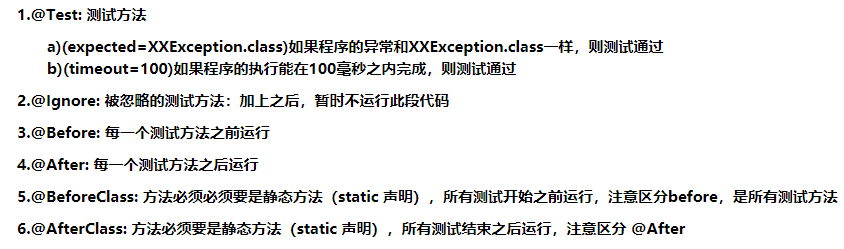 1.@Test: 测试方法
a)(expected=XXException.class)如果程序的异常和XXException.class一样，则测试通过
b)(timeout=100)如果程序的执行能在100毫秒之内完成，则测试通过
2.@Ignore: 被忽略的测试方法：加上之后，暂时不运行此段代码
3.@Before: 每一个测试方法之前运行
4.@After: 每一个测试方法之后运行
5.@BeforeClass: 方法必须必须要是静态方法（static 声明），所有测试开始之前运行，注意区分before，是所有测试方法
6.@AfterClass: 方法必须要是静态方法（static 声明），所有测试结束之后运行，注意区分 @After